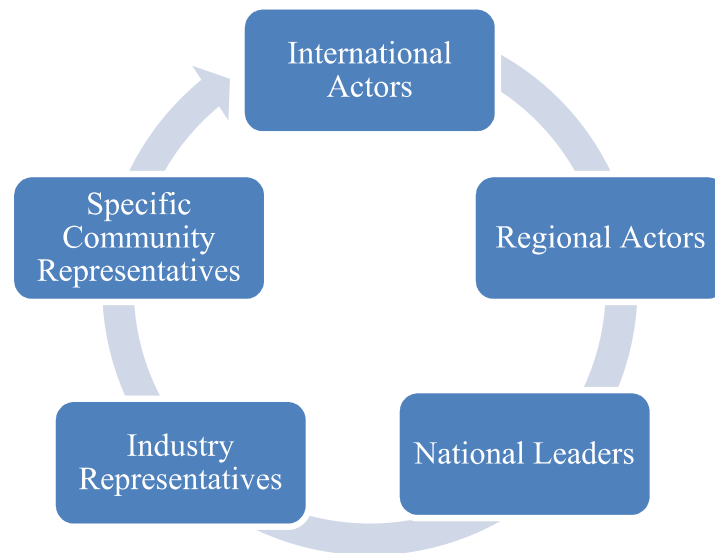 International
Actors
Regional Actors
National Leaders
Industry
Representatives
Specific
Community
Representatives